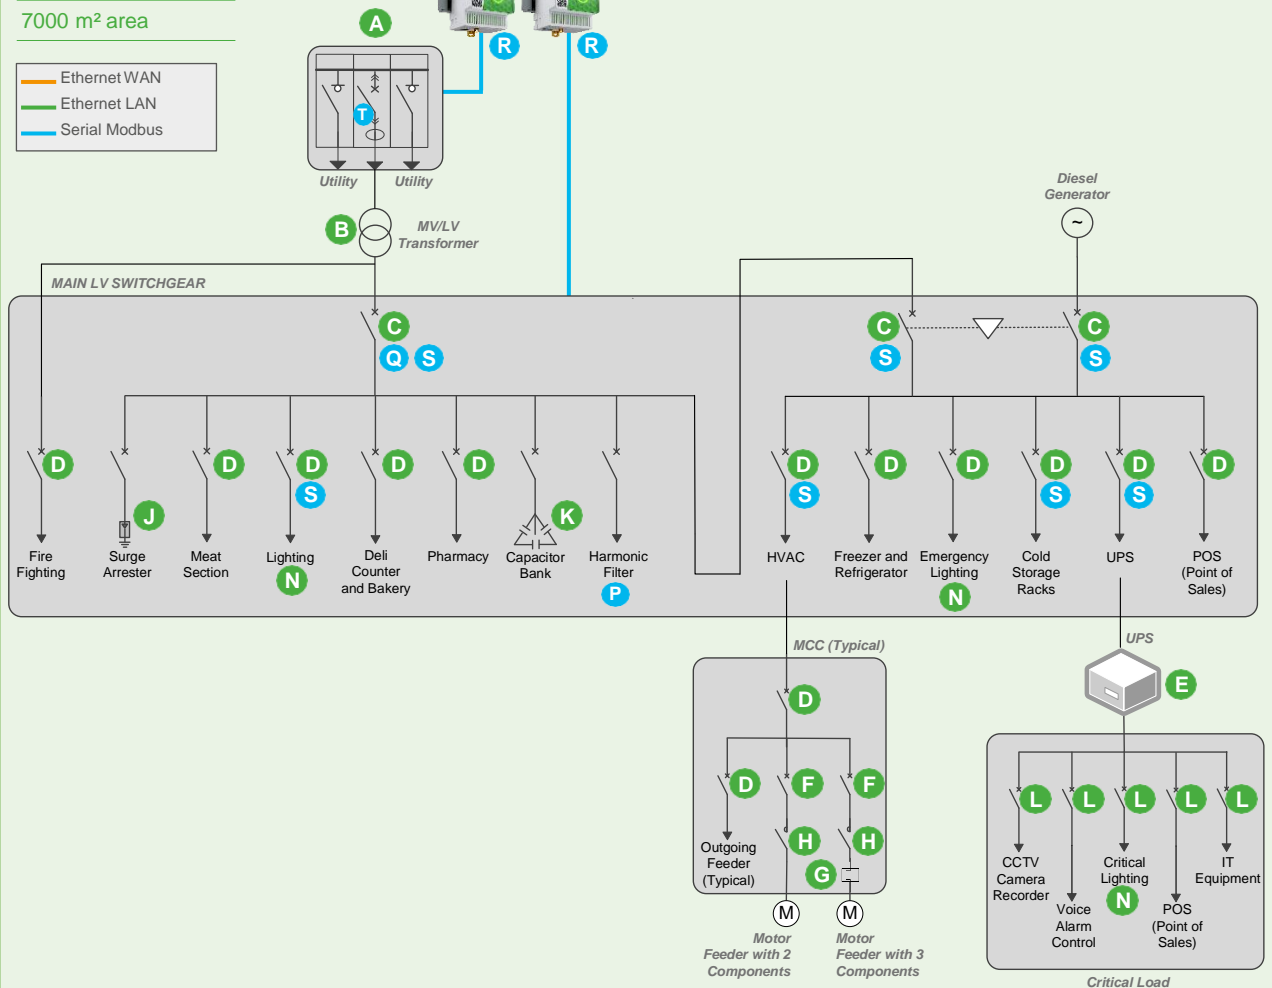 7000 m² area
A
R
R
Ethernet WAN
Ethernet LAN
Serial Modbus
T
Utility
Utility
Diesel
Generator
~
B
MV/LV
Transformer
MAIN LV SWITCHGEAR
C
Q
S
C
S
C
S
D
D
D
S
D
D
D
S
D
D
D
S
D
S
D
J
K
Fire
Fighting
Surge
Arrester
Meat
Section
Lighting
N
Deli
Counter
and Bakery
Pharmacy
Capacitor
Bank
Harmonic
Filter
P
HVAC
Freezer and
Refrigerator
Emergency
Lighting
N
Cold
Storage
Racks
UPS
POS
(Point of
Sales)
MCC (Typical)
UPS
E
D
D
F
F
H
H
G
Outgoing
Feeder
(Typical)
M
M
Motor
Feeder with 2
Components
Motor
Feeder with 3
Components
L
L
L
L
L
CCTV
Camera
Recorder
Voice
Alarm
Control
Critical
Lighting
N
POS
(Point of
Sales)
IT
Equipment
Critical Load